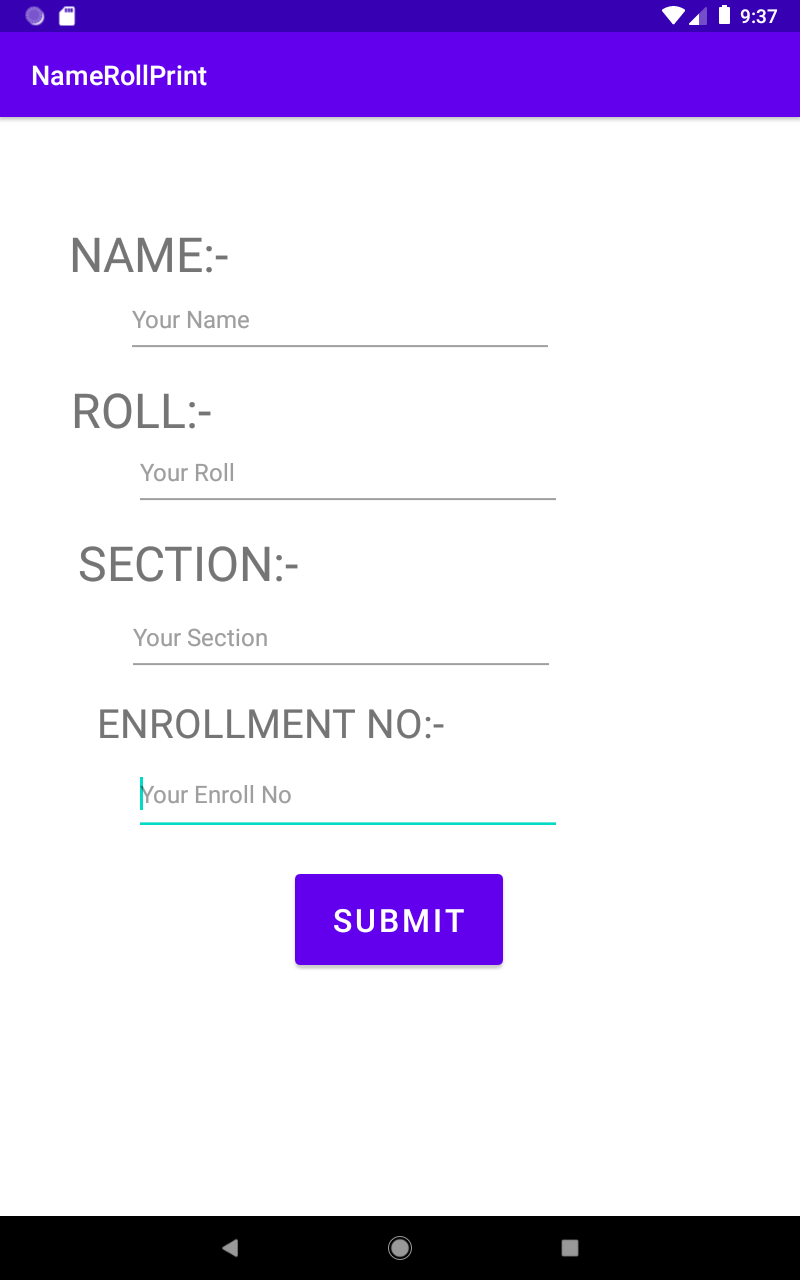 9:37
NameRollPrint
NAME:-
Your Name
ROLL:-
Your Roll
SECTION:-
Your Section
ENROLLMENT NO:-
Your Enroll No
SUBMIT